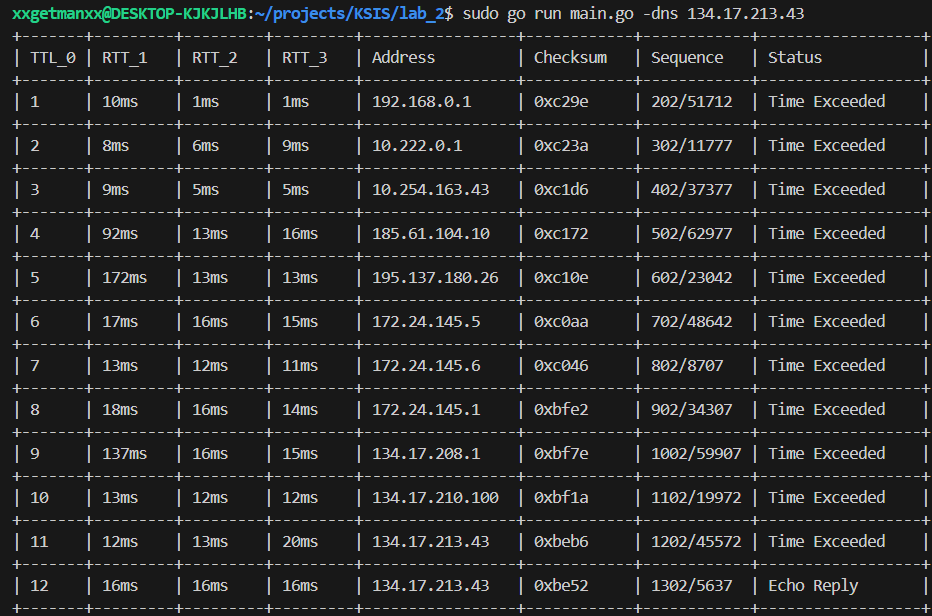 xxgetmanxx@DESKTOP-KJKJLHB:~/projects/KSIS/lab_2$ sudo go run main.go -dns 134.17.213.43
| TTL_0 | RTT_1 | RTT_2 | RTT_3 | Address | Checksum | Sequence | Status |
| 1 | 10ms | 1ms | 1ms | 192.168.0.1 | 0xc29e | 202/51712 | Time Exceeded |
| 2 | 8ms | 6ms | 9ms | 10.222.0.1 | 0xc23a | 302/11777 | Time Exceeded |
| 3 | 9ms | 5ms | 5ms | 10.254.163.43 | 0xc1d6 | 402/37377 | Time Exceeded |
| 4 | 92ms | 13ms | 16ms | 185.61.104.10 | 0xc172 | 502/62977 | Time Exceeded |
| 5 | 172ms | 13ms | 13ms | 195.137.180.26 | 0xc10e | 602/23042 | Time Exceeded |
| 6 | 17ms | 16ms | 15ms | 172.24.145.5 | 0xc0aa | 702/48642 | Time Exceeded |
| 7 | 13ms | 12ms | 11ms | 172.24.145.6 | 0xc046 | 802/8707 | Time Exceeded |
| 8 | 18ms | 16ms | 14ms | 172.24.145.1 | 0xbfe2 | 902/34307 | Time Exceeded |
| 9 | 137ms | 16ms | 15ms | 134.17.208.1 | 0xbf7e | 1002/59907 | Time Exceeded |
| 10 | 13ms | 12ms | 12ms | 134.17.210.100 | 0xbf1a | 1102/19972 | Time Exceeded |
| 11 | 12ms | 13ms | 20ms | 134.17.213.43 | 0xbeb6 | 1202/45572 | Time Exceeded |
| 12 | 16ms | 16ms | 16ms | 134.17.213.43 | 0xbe52 | 1302/5637 | Echo Reply |